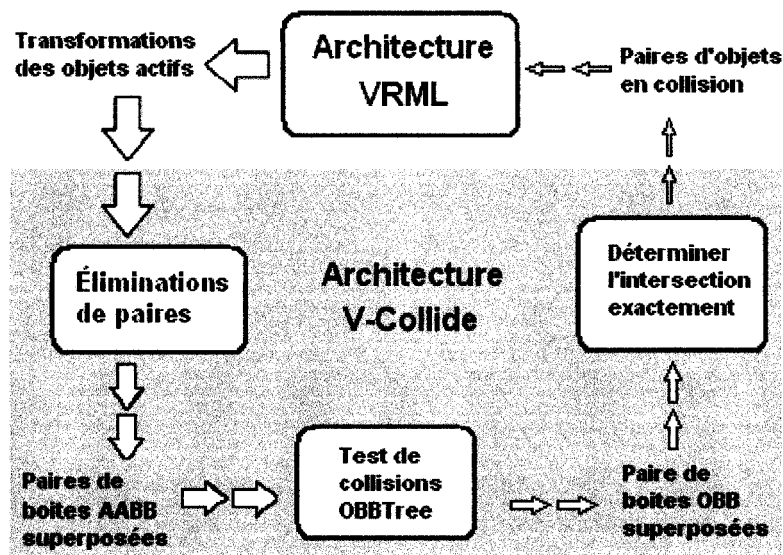 Transformations
des objets actifs
Architecture
VRML
Paires d'objets
en collision
Éliminations
de paires
Architecture
V-Collide
Déterminer
l'intersection
exactement
Paires de
boites AABB
superposées
Test de
collisions
OBBTree
Paire de
boites OBB
superposées